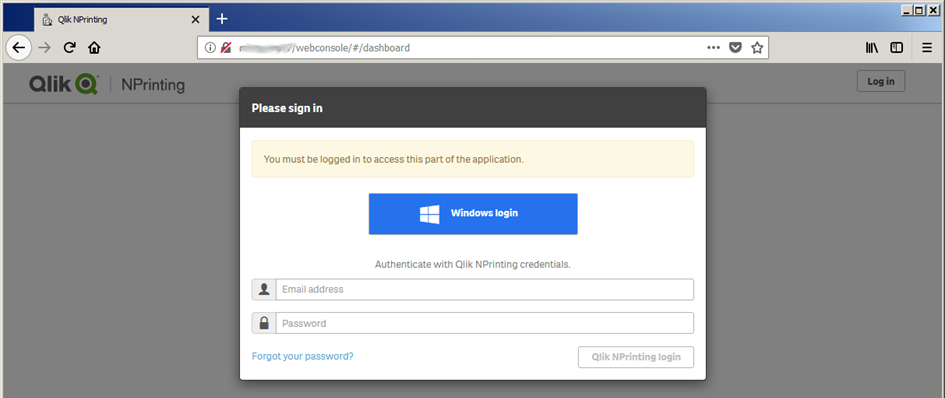 Qlik NPrinting
/webconsole/#/dashboard
Qlik NPrinting
Log in
Please sign in
You must be logged in to access this part of the application.
Windows login
Authenticate with Qlik NPrinting credentials.
Email address
Password
Forgot your password?
Qlik NPrinting login